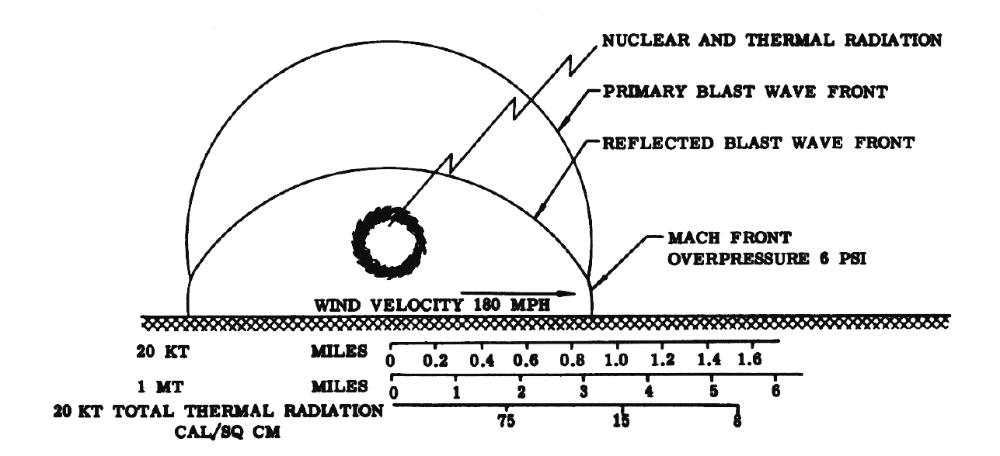 NUCLEAR AND THERMAL RADIATION
PRIMARY BLAST WAVE FRONT
REFLECTED BLAST WAVE FRONT
MACH FRONT
OVERPRESSURE 6 PSI
WIND VELOCITY 180 MPH
20 KT MILES 0 0.2 0.4 0.6 0.8 1.0 1.2 1.4 1.6
1 MT MILES 0 1 2 3 4 5 6
20 KT TOTAL THERMAL RADIATION
CAL/SQ CM 75 15 8